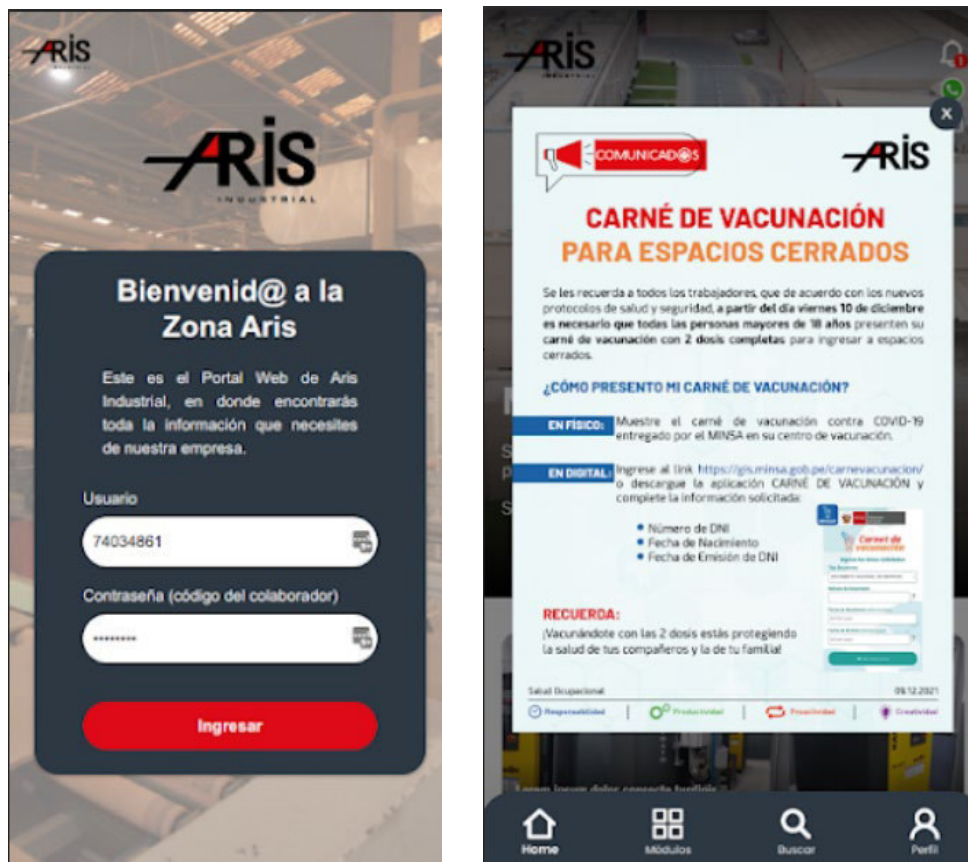 ARIS
ARIS
INDUSTRIAL
Bienvenid@ a la
Zona Aris
Este es el Portal Web de Aris
Industrial, en donde encontrarás
toda la información que necesites
de nuestra empresa.
Usuario
74034861
Contraseña (código del colaborador)
••••••••
Ingresar
ARIS
1
X
COMUNICAD@S
ARIS
CARNÉ DE VACUNACIÓN
PARA ESPACIOS CERRADOS
Se les recuerda a todos los trabajadores, que de acuerdo con los nuevos
protocolos de salud y seguridad, a partir del día viernes 10 de diciembre
es necesario que todas las personas mayores de 18 años presenten su
carné de vacunación con 2 dosis completas para ingresar a espacios
cerrados.
¿CÓMO PRESENTO MI CARNÉ DE VACUNACIÓN?
EN FÍSICO: Muestre el carné de vacunación contra COVID-19
entregado por el MINSA en su centro de vacunación.
EN DIGITAL: Ingrese al link https://gis.minsa.gob.pe/carnevacunacion/
o descargue la aplicación CARNÉ DE VACUNACIÓN y
complete la información solicitada:
• Número de DNI
• Fecha de Nacimiento
• Fecha de Emisión de DNI
Carnet de
vacunación
RECUERDA:
¡Vacunándote con las 2 dosis estás protegiendo
la salud de tus compañeros y la de tu familia!
Salud Ocupacional
09.12.2021
Responsabilidad
Productividad
Proactividad
Creatividad
Lorem ipsum dolor consecte
Home
Módulos
Buscar
Perfil